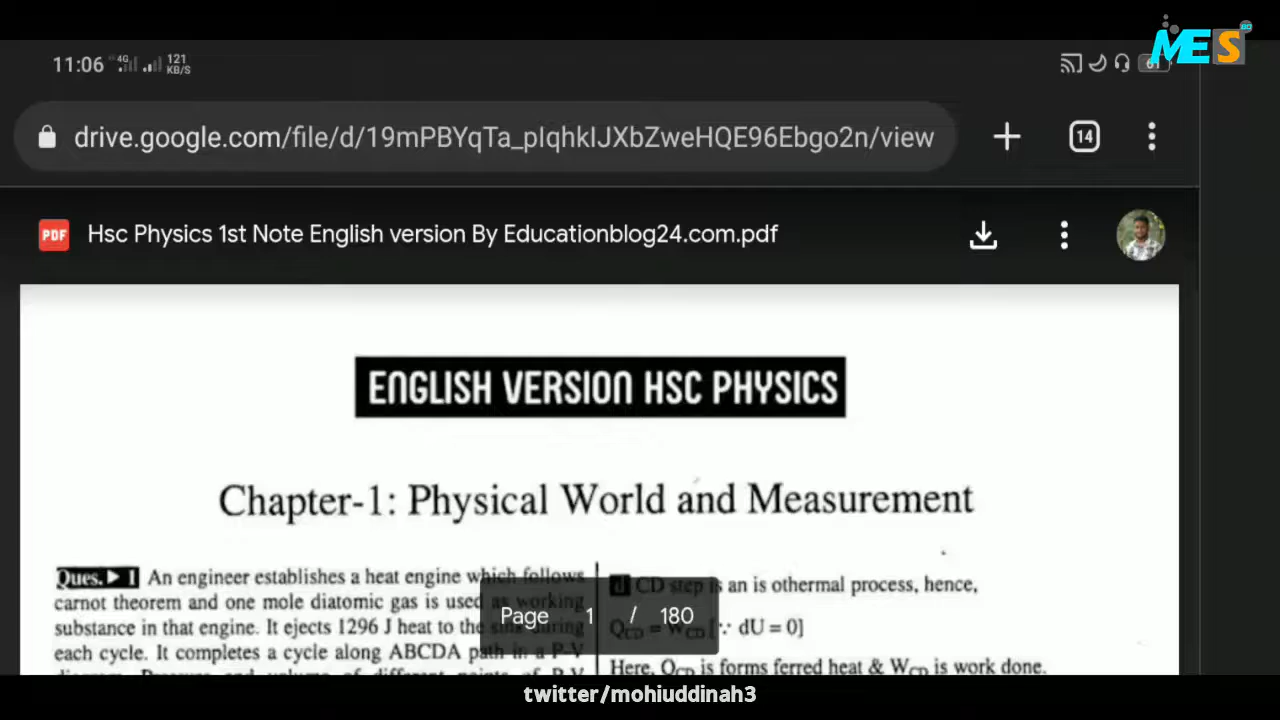 MES
11:06 4G 121 KB/S 61
drive.google.com/file/d/19mPBYqTa_pIqhkIJXbZweHQE96Ebgo2n/view
14
PDF Hsc Physics 1st Note English version By Educationblog24.com.pdf
ENGLISH VERSION HSC PHYSICS
Chapter-1: Physical World and Measurement
Ques.▶ 1 An engineer establishes a heat engine which follows
carnot theorem and one mole diatomic gas is used as working
substance in that engine. It ejects 1296 J heat to the sink during
each cycle. It completes a cycle along ABCDA path in a P-V
d CD step is an is othermal process, hence,
Q_CD = W_CD [∵ dU = 0]
Here, Q_CD is forms ferred heat & W_CD is work done.
Page 1 / 180
twitter/mohiuddinah3